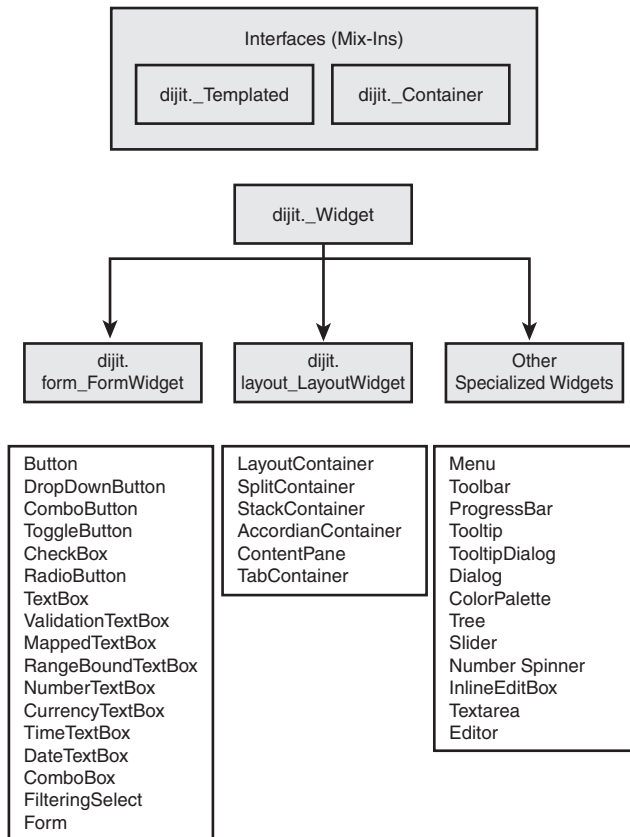 Interfaces (Mix-Ins)
dijit._Templated
dijit._Container
dijit._Widget
dijit.
form_FormWidget
dijit.
layout_LayoutWidget
Other
Specialized Widgets
Button
DropDownButton
ComboButton
ToggleButton
CheckBox
RadioButton
TextBox
ValidationTextBox
MappedTextBox
RangeBoundTextBox
NumberTextBox
CurrencyTextBox
TimeTextBox
DateTextBox
ComboBox
FilteringSelect
Form
LayoutContainer
SplitContainer
StackContainer
AccordianContainer
ContentPane
TabContainer
Menu
Toolbar
ProgressBar
Tooltip
TooltipDialog
Dialog
ColorPalette
Tree
Slider
Number Spinner
InlineEditBox
Textarea
Editor